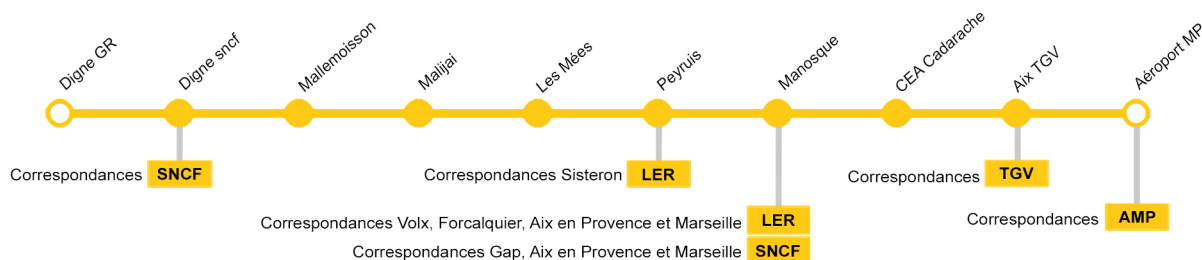 Digne GR
Digne sncf
Mallemoisson
Malijai
Les Mées
Peyruis
Manosque
CEA Cadarache
Aix TGV
Aéroport MP
Correspondances SNCF
Correspondances Sisteron LER
Correspondances TGV
Correspondances Volx, Forcalquier, Aix en Provence et Marseille LER
Correspondances AMP
Correspondances Gap, Aix en Provence et Marseille SNCF